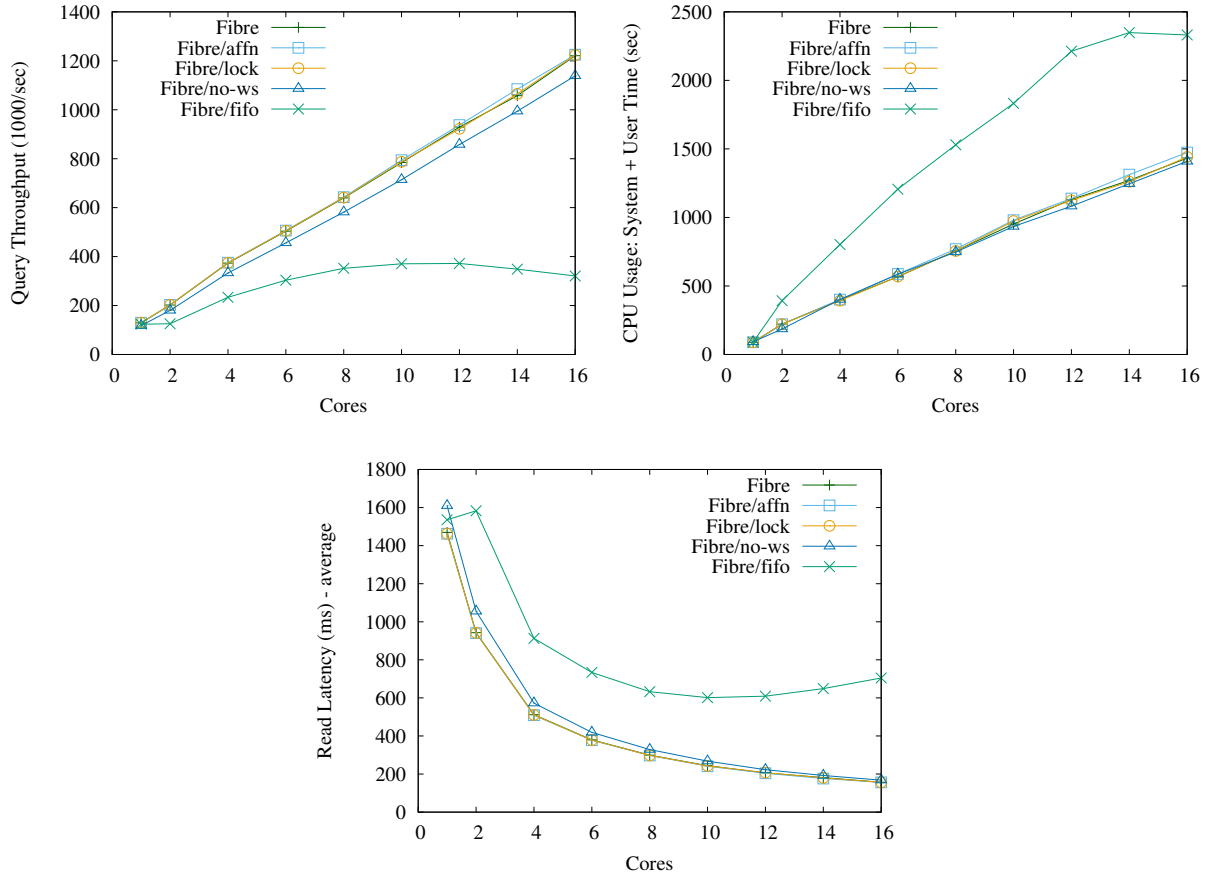 Query Throughput (1000/sec)
1400
1200
1000
800
600
400
200
0
0 2 4 6 8 10 12 14 16
Cores
Fibre
Fibre/affn
Fibre/lock
Fibre/no-ws
Fibre/fifo
CPU Usage: System + User Time (sec)
2500
2000
1500
1000
500
0
0 2 4 6 8 10 12 14 16
Cores
Fibre
Fibre/affn
Fibre/lock
Fibre/no-ws
Fibre/fifo
Read Latency (ms) - average
1800
1600
1400
1200
1000
800
600
400
200
0
0 2 4 6 8 10 12 14 16
Cores
Fibre
Fibre/affn
Fibre/lock
Fibre/no-ws
Fibre/fifo